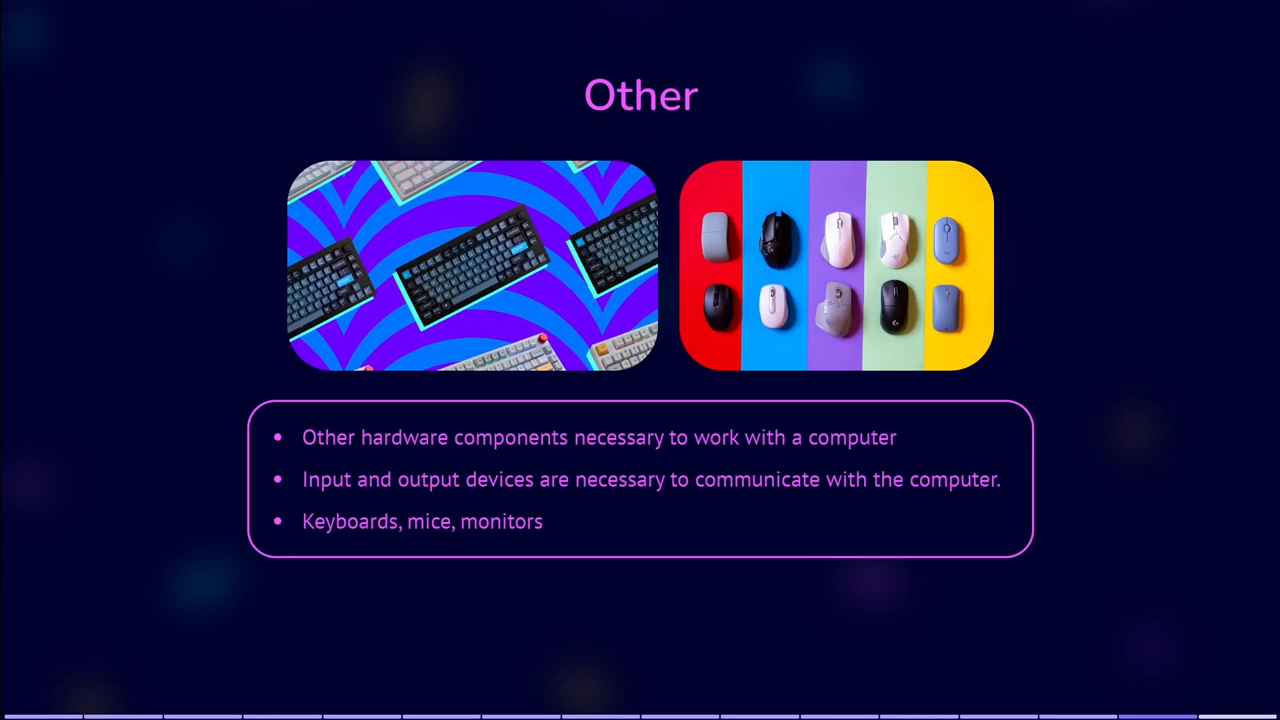 Other
• Other hardware components necessary to work with a computer
• Input and output devices are necessary to communicate with the computer.
• Keyboards, mice, monitors